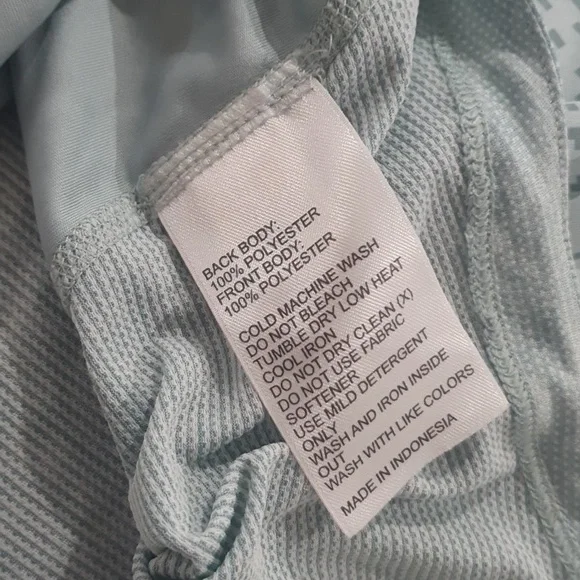 BACK BODY:
100% POLYESTER
FRONT BODY:
100% POLYESTER
COLD MACHINE WASH
DO NOT BLEACH
TUMBLE DRY LOW HEAT
COOL IRON
DO NOT DRY CLEAN (X)
DO NOT USE FABRIC
SOFTENER
USE MILD DETERGENT
ONLY
WASH AND IRON INSIDE
OUT
WASH WITH LIKE COLORS
MADE IN INDONESIA